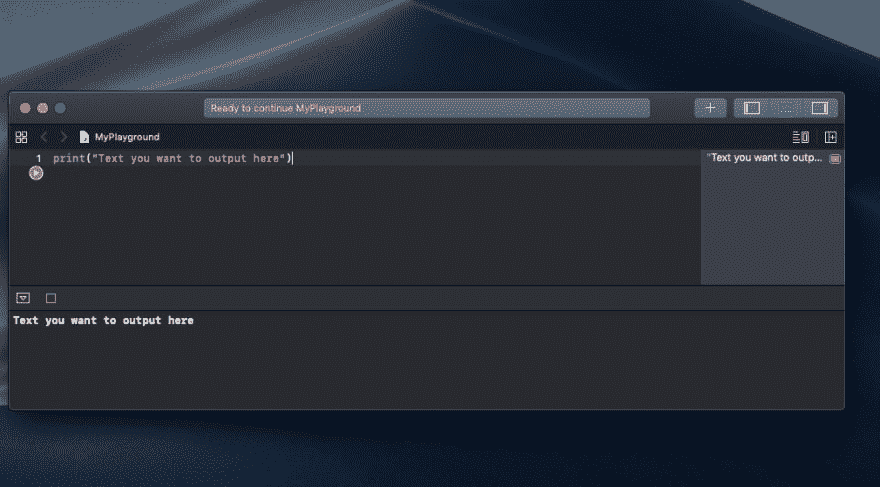 Ready to continue MyPlayground
MyPlayground
1 print("Text you want to output here")
"Text you want to outp...
Text you want to output here